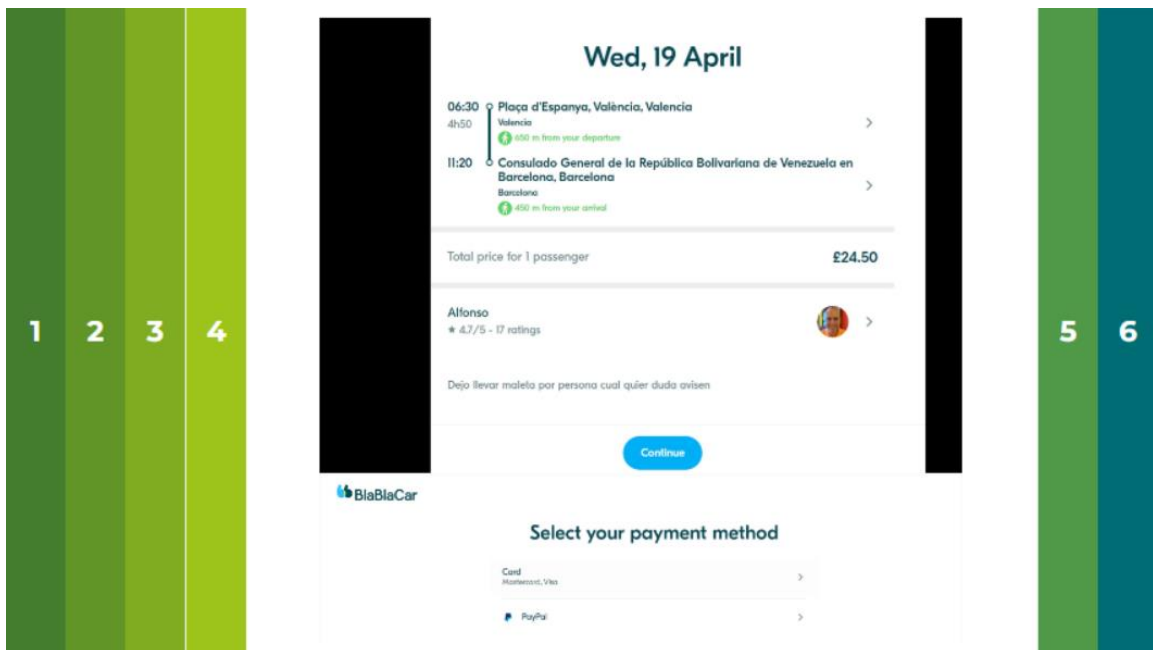 Wed, 19 April
06:30 Plaça d'Espanya, València, Valencia
4h50 Valencia
650 m from your departure
11:20 Consulado General de la República Bolivariana de Venezuela en
Barcelona, Barcelona
Barcelona
450 m from your arrival
Total price for 1 passenger £24.50
Alfonso
★ 4.7/5 - 17 ratings
1 2 3 4 5 6
Dejo llevar maleta por persona cual quier duda avisen
Continue
BlaBlaCar
Select your payment method
Card
Mastercard, Visa
PayPal